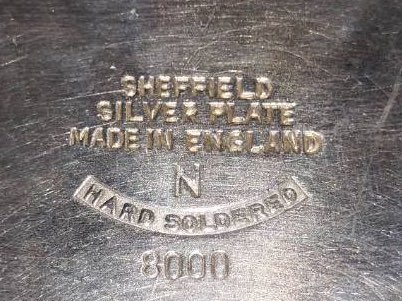 SHEFFIELD
SILVER PLATE
MADE IN ENGLAND
N
HARD SOLDERED
8000